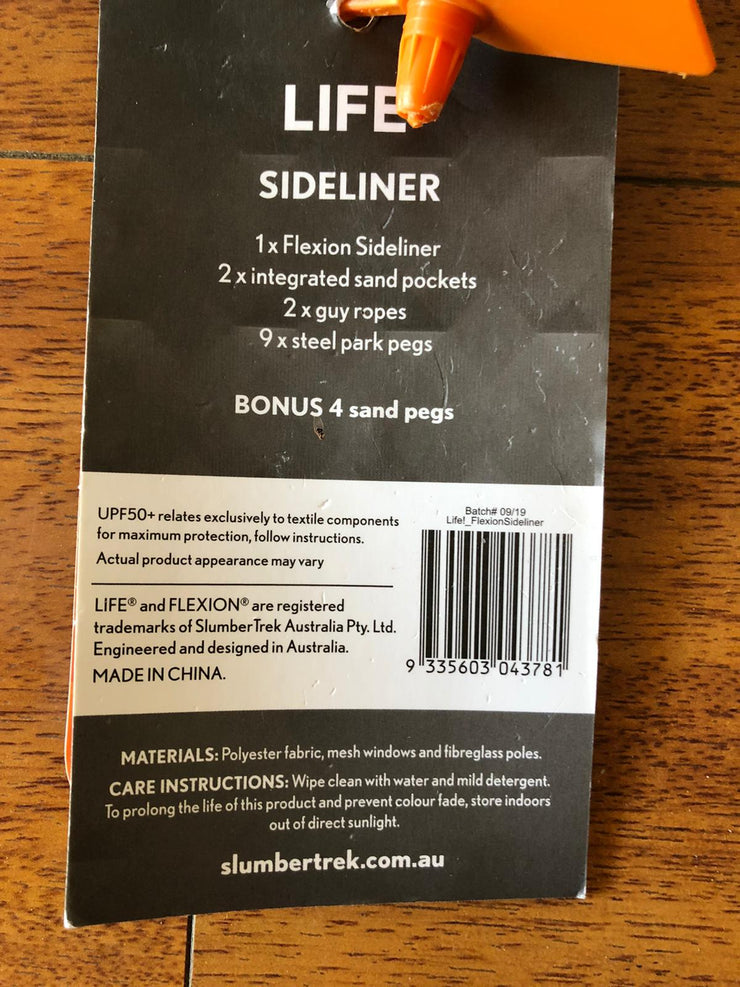 LIFE
SIDELINER
1 x Flexion Sideliner
2 x integrated sand pockets
2 x guy ropes
9 x steel park pegs
BONUS 4 sand pegs
UPF50+ relates exclusively to textile components
for maximum protection, follow instructions.
Actual product appearance may vary
LiFE® and FLEXION® are registered
trademarks of SlumberTrek Australia Pty. Ltd.
Engineered and designed in Australia.
MADE IN CHINA.
Batch# 09/19
Life!_FlexionSideliner
9 335603 043781
MATERIALS: Polyester fabric, mesh windows and fibreglass poles.
CARE INSTRUCTIONS: Wipe clean with water and mild detergent.
To prolong the life of this product and prevent colour fade, store indoors
out of direct sunlight.
slumbertrek.com.au